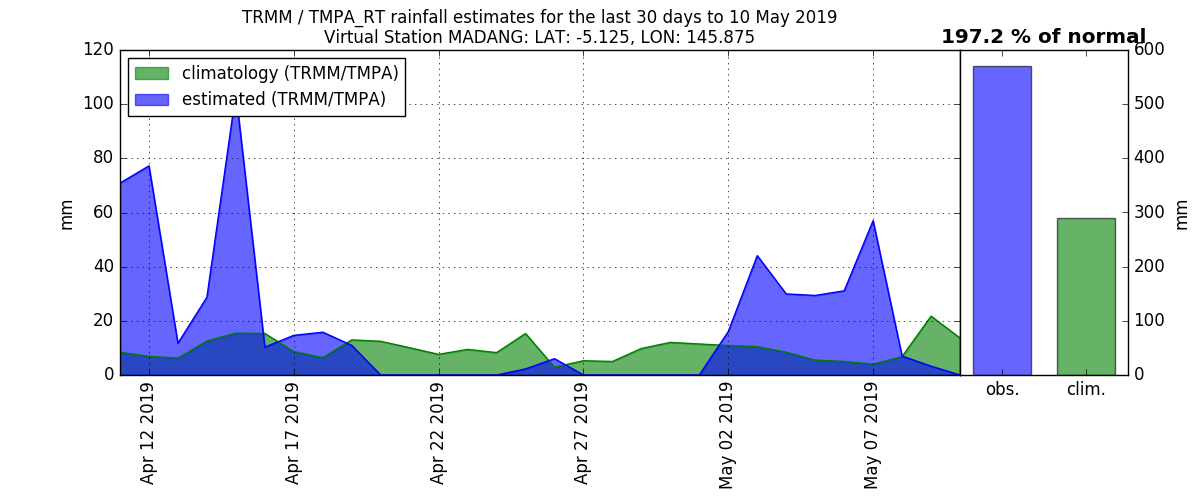 TRMM / TMPA_RT rainfall estimates for the last 30 days to 10 May 2019
Virtual Station MADANG: LAT: -5.125, LON: 145.875
197.2 % of normal
climatology (TRMM/TMPA)
estimated (TRMM/TMPA)
mm
120
100
80
60
40
20
0
Apr 12 2019
Apr 17 2019
Apr 22 2019
Apr 27 2019
May 02 2019
May 07 2019
600
500
400
300
200
100
0
mm
obs.
clim.